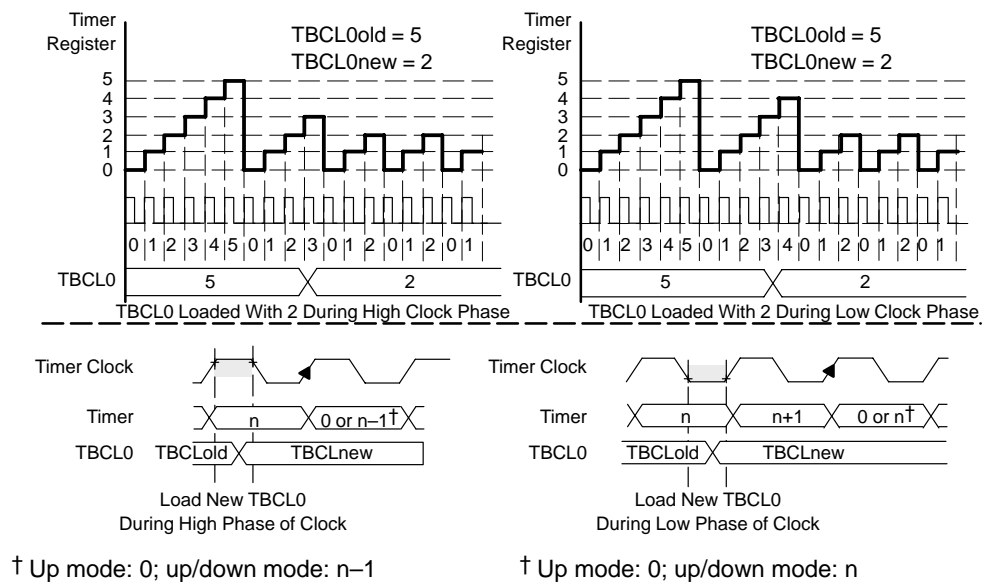 Timer
Register
TBCL0old = 5
TBCL0new = 2
5
4
3
2
1
0
0 1 2 3 4 5 0 1 2 3 0 1 2 0 1 2 0 1
TBCL0
5
2
TBCL0 Loaded With 2 During High Clock Phase
Timer
Register
TBCL0old = 5
TBCL0new = 2
5
4
3
2
1
0
0 1 2 3 4 5 0 1 2 3 4 0 1 2 0 1 2 0 1
TBCL0
5
2
TBCL0 Loaded With 2 During Low Clock Phase
Timer Clock
Timer
n
0 or n–1†
TBCL0
TBCLold
TBCLnew
Load New TBCL0
During High Phase of Clock
† Up mode: 0; up/down mode: n–1
Timer Clock
Timer
n
n+1
0 or n†
TBCL0
TBCLold
TBCLnew
Load New TBCL0
During Low Phase of Clock
† Up mode: 0; up/down mode: n